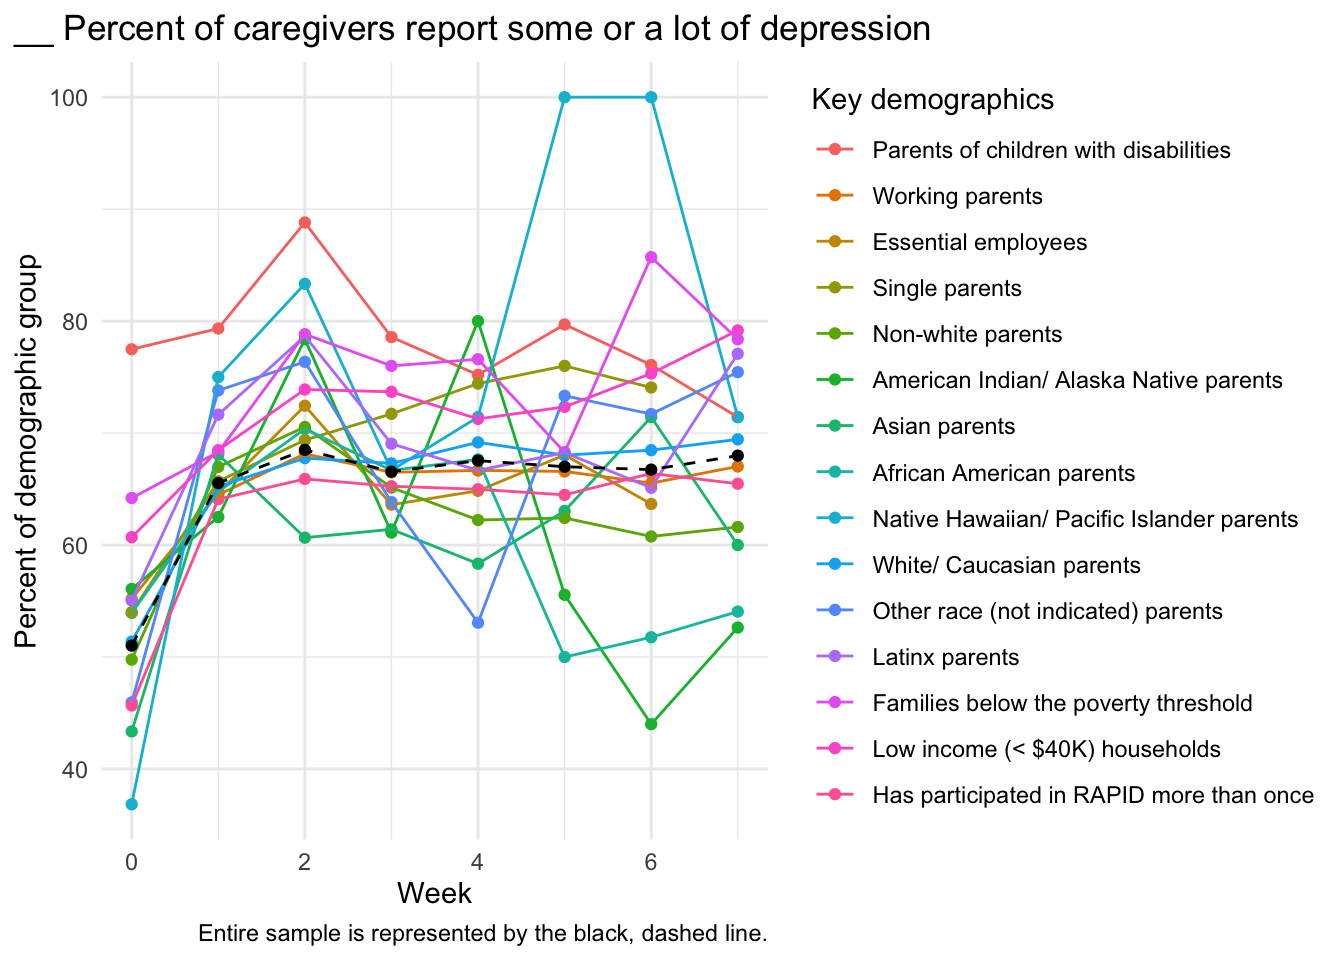 __ Percent of caregivers report some or a lot of depression
Percent of demographic group
100
80
60
40
0 2 4 6
Week
Entire sample is represented by the black, dashed line.
Key demographics
Parents of children with disabilities
Working parents
Essential employees
Single parents
Non-white parents
American Indian/ Alaska Native parents
Asian parents
African American parents
Native Hawaiian/ Pacific Islander parents
White/ Caucasian parents
Other race (not indicated) parents
Latinx parents
Families below the poverty threshold
Low income (< $40K) households
Has participated in RAPID more than once